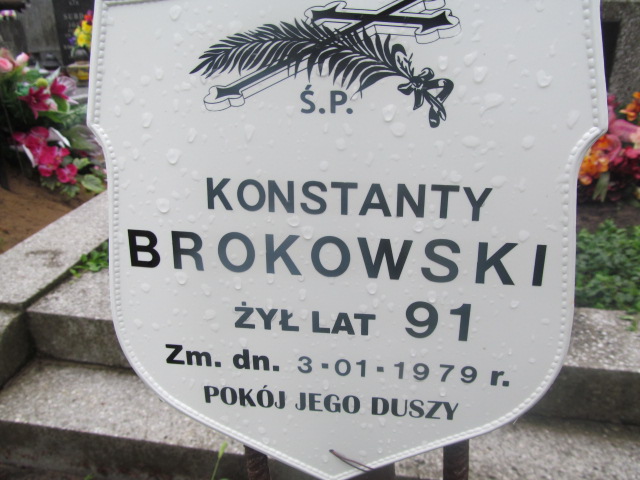 Ś.P.
KONSTANTY
BROKOWSKI
ŻYŁ LAT 91
Zm. dn. 3-01-1979 r.
POKÓJ JEGO DUSZY